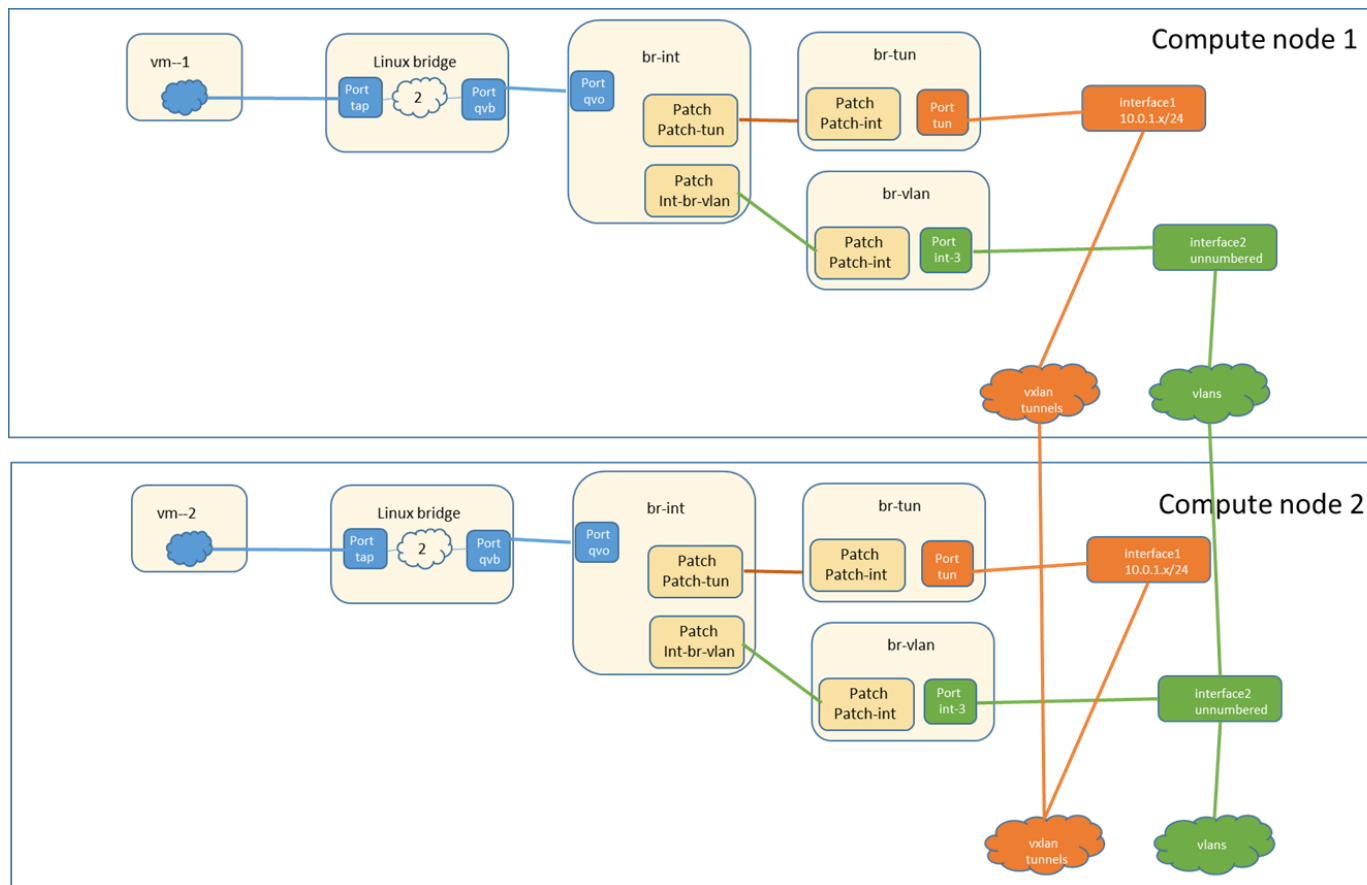 Compute node 1
vm--1
Linux bridge
Port
tap
2
Port
qvb
br-int
Port
qvo
Patch
Patch-tun
Patch
Int-br-vlan
br-tun
Patch
Patch-int
Port
tun
interface1
10.0.1.x/24
br-vlan
Patch
Patch-int
Port
int-3
interface2
unnumbered
vxlan
tunnels
vlans
Compute node 2
vm--2
Linux bridge
Port
tap
2
Port
qvb
br-int
Port
qvo
Patch
Patch-tun
Patch
Int-br-vlan
br-tun
Patch
Patch-int
Port
tun
interface1
10.0.1.x/24
br-vlan
Patch
Patch-int
Port
int-3
interface2
unnumbered
vxlan
tunnels
vlans